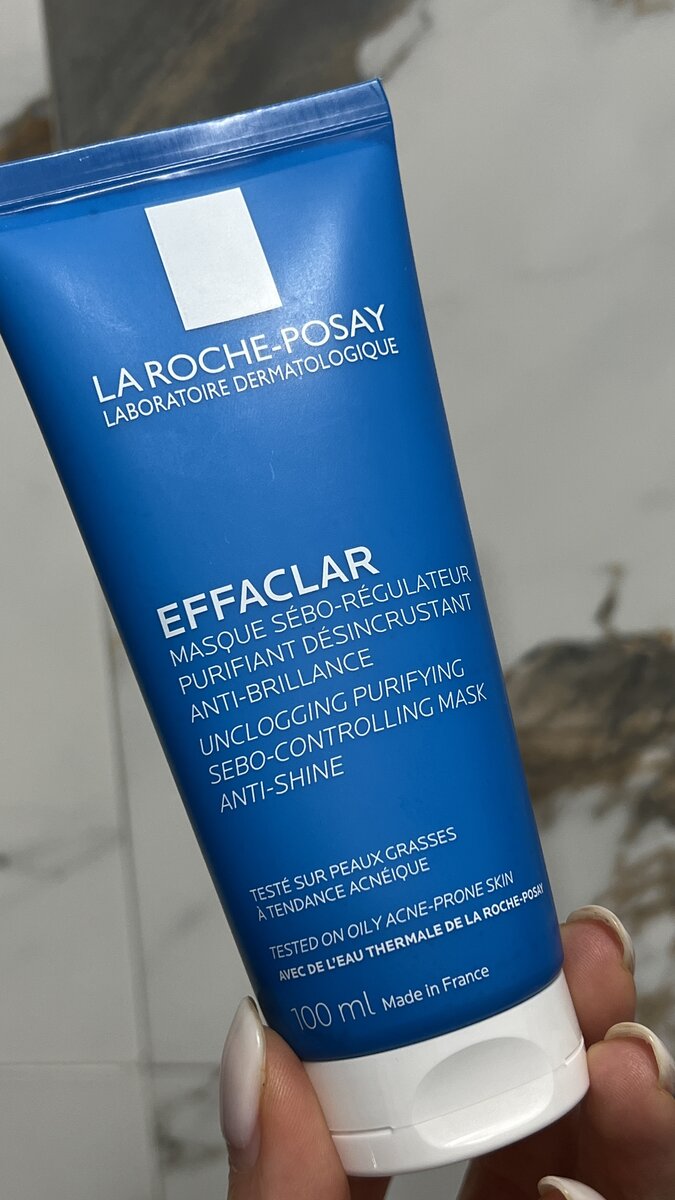 LA ROCHE-POSAY
LABORATOIRE DERMATOLOGIQUE
EFFACLAR
MASQUE SÉBO-RÉGULATEUR
PURIFIANT DÉSINCRUSTANT
ANTI-BRILLANCE
UNCLOGGING PURIFYING
SEBO-CONTROLLING MASK
ANTI-SHINE
TESTÉ SUR PEAUX GRASSES
À TENDANCE ACNÉIQUE
TESTED ON OILY ACNE-PRONE SKIN
AVEC DE L'EAU THERMALE DE LA ROCHE-POSAY
100 ml Made in France